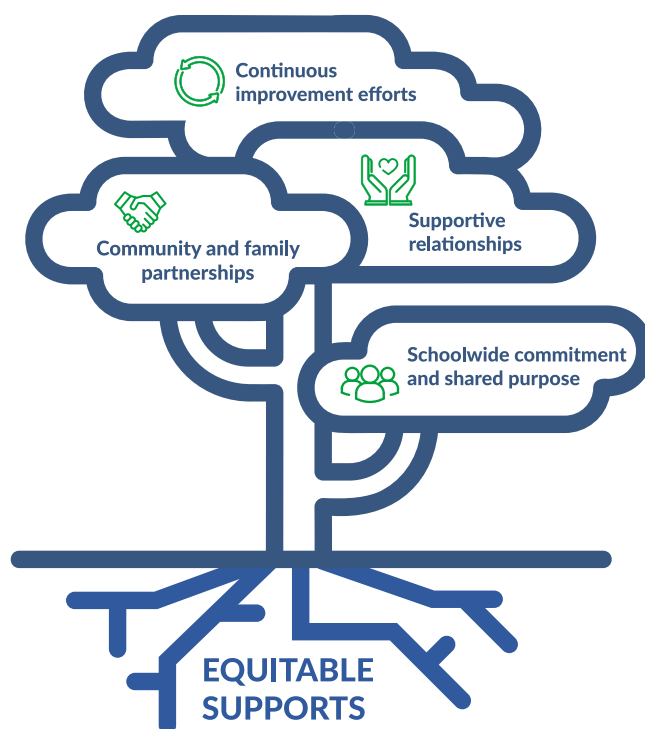 Continuous
improvement efforts
Supportive
relationships
Community and family
partnerships
Schoolwide commitment
and shared purpose
EQUITABLE
SUPPORTS